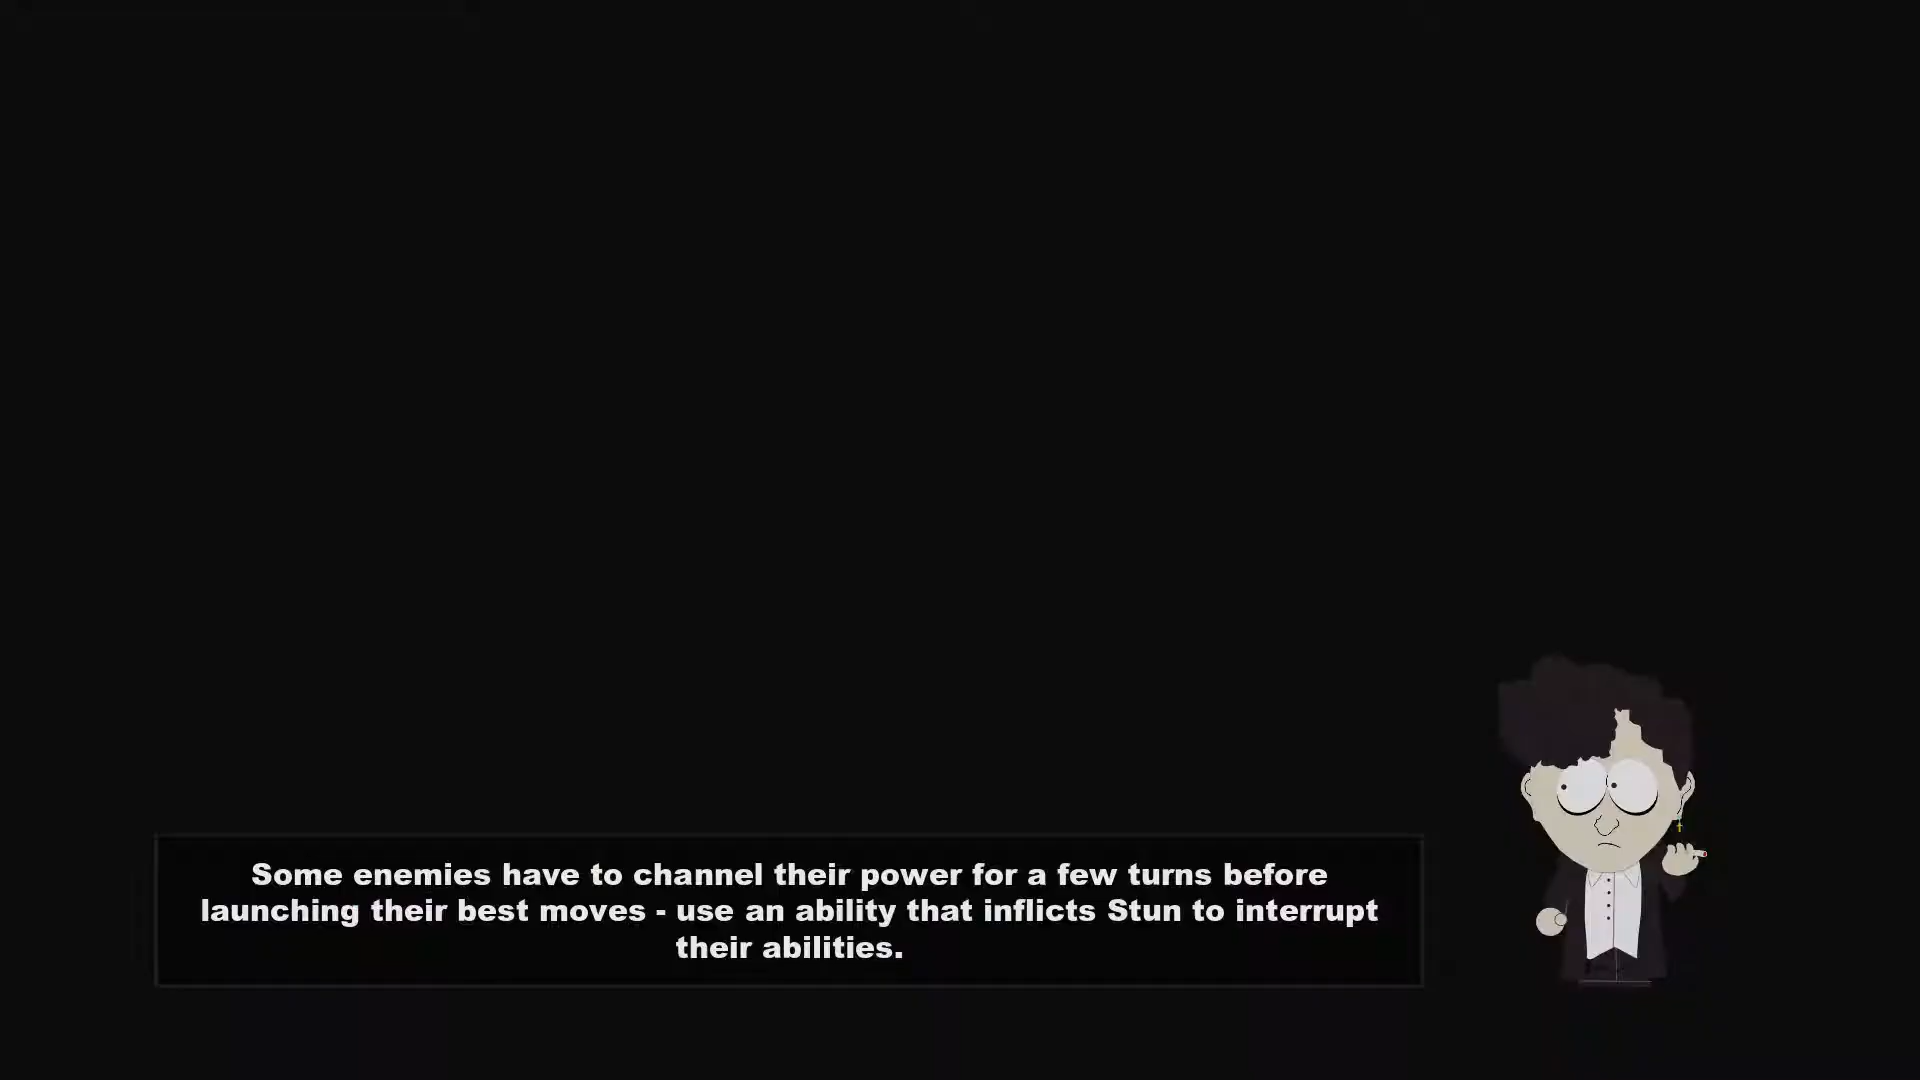 Some enemies have to channel their power for a few turns before
launching their best moves - use an ability that inflicts Stun to interrupt
their abilities.